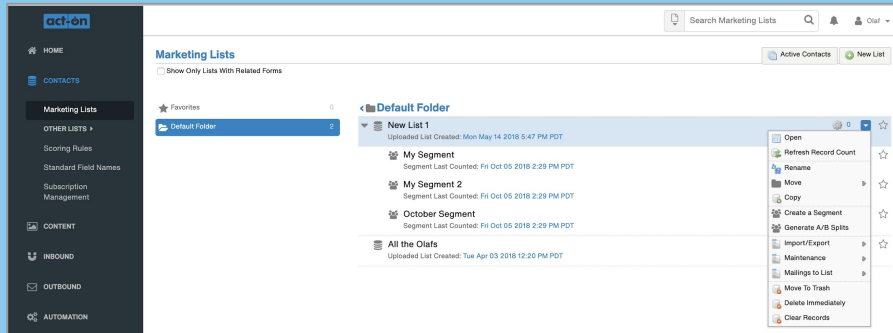 act-on
Search Marketing Lists
Olaf
HOME
CONTACTS
Marketing Lists
OTHER LISTS
Scoring Rules
Standard Field Names
Subscription
Management
CONTENT
INBOUND
OUTBOUND
AUTOMATION
Marketing Lists
Show Only Lists With Related Forms
Active Contacts
New List
Favorites 0
Default Folder 2
Default Folder
New List 1 0
Uploaded List Created: Mon May 14 2018 5:47 PM PDT
My Segment
Segment Last Counted: Fri Oct 05 2018 2:29 PM PDT
My Segment 2
Segment Last Counted: Fri Oct 05 2018 2:29 PM PDT
October Segment
Segment Last Counted: Fri Oct 05 2018 2:29 PM PDT
All the Olafs
Uploaded List Created: Tue Apr 03 2018 12:20 PM PDT
Open
Refresh Record Count
Rename
Move
Copy
Create a Segment
Generate A/B Splits
Import/Export
Maintenance
Mailings to List
Move To Trash
Delete Immediately
Clear Records